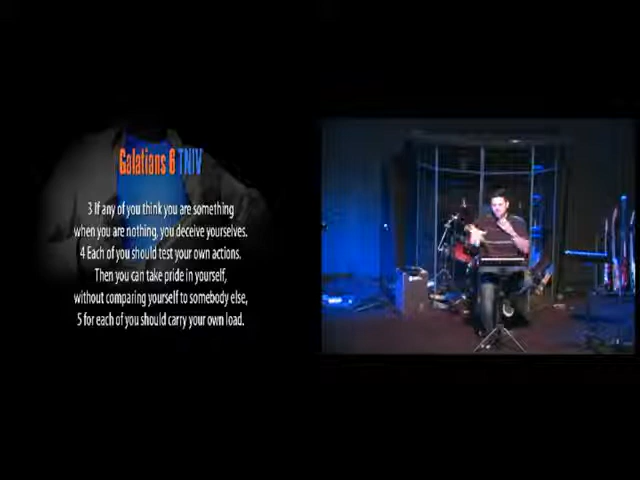 Galatians 6 TNIV
3 If any of you think you are something
when you are nothing, you deceive yourselves.
4 Each of you should test your own actions.
Then you can take pride in yourself,
without comparing yourself to somebody else,
5 for each of you should carry your own load.